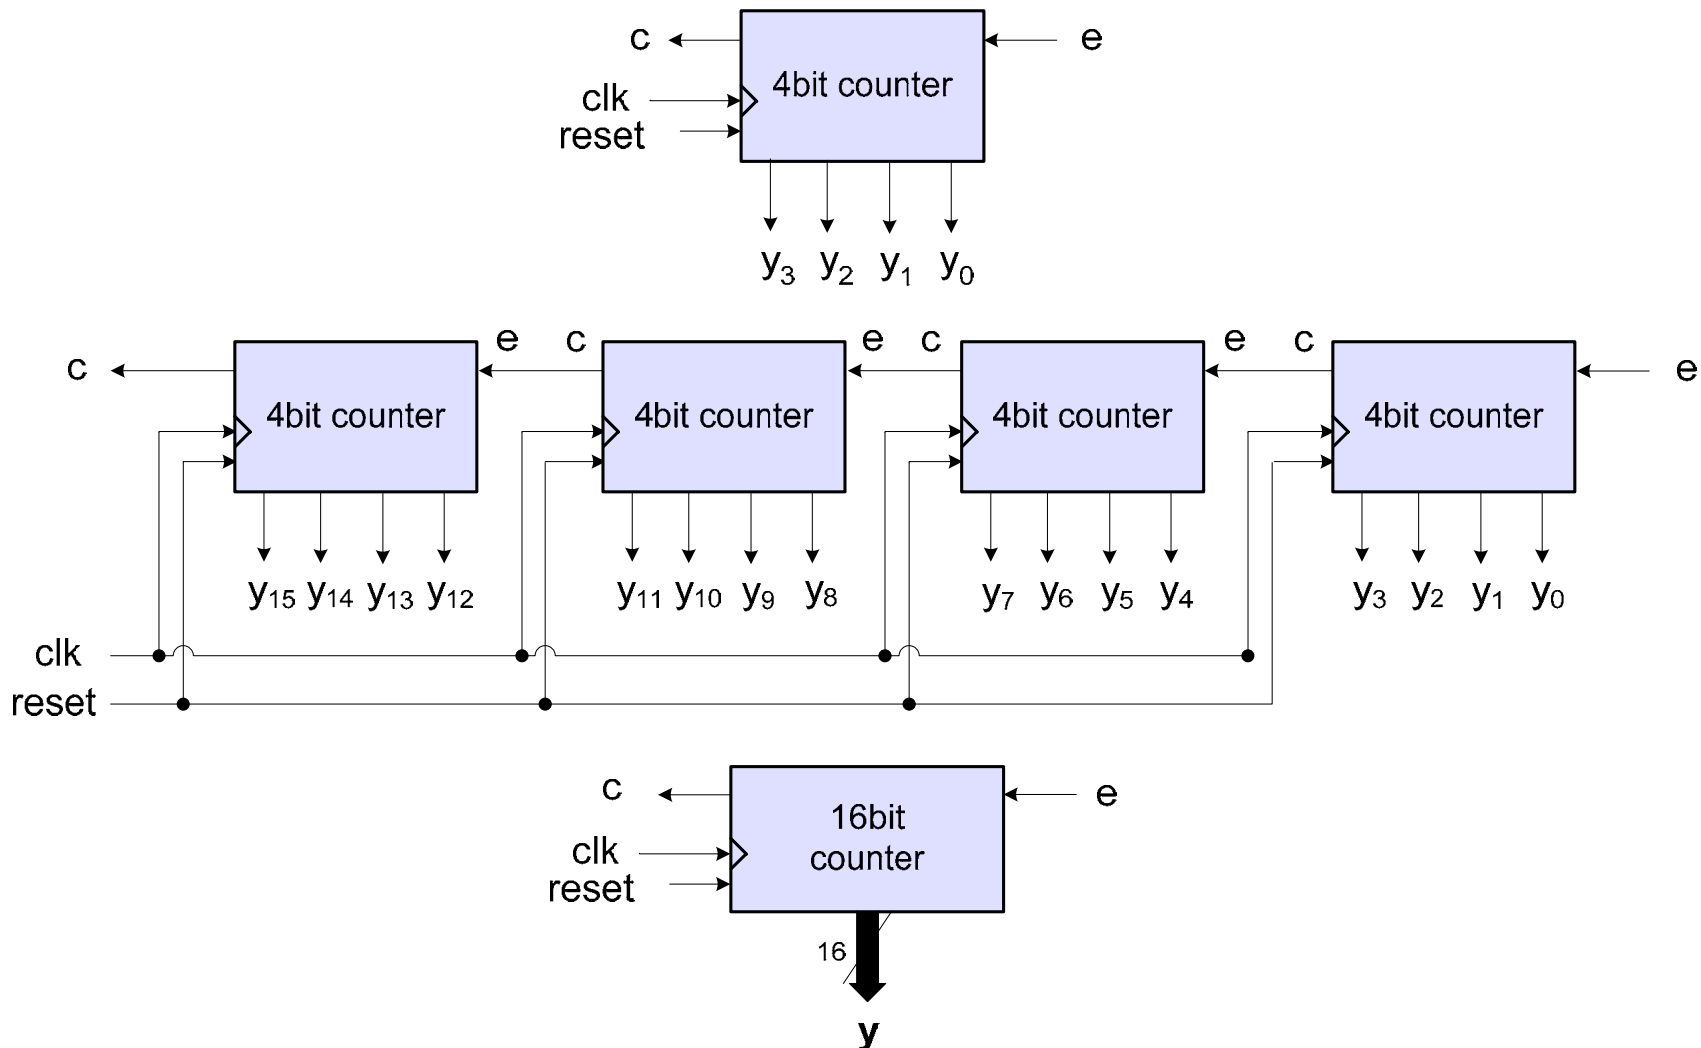 c e
4bit counter
clk
reset
y3 y2 y1 y0
c e c e c e c e
4bit counter 4bit counter 4bit counter 4bit counter
y15 y14 y13 y12 y11 y10 y9 y8 y7 y6 y5 y4 y3 y2 y1 y0
clk
reset
c e
16bit
counter
clk
reset
16
y